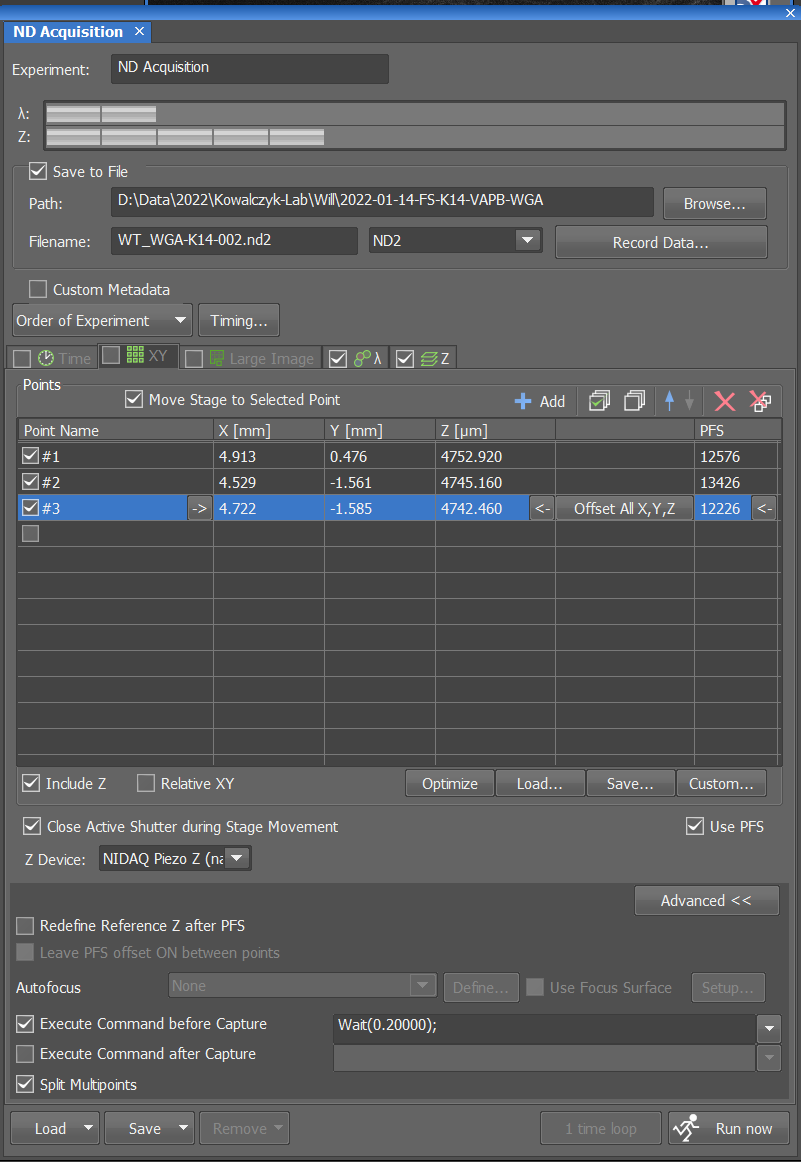 ND Acquisition ×
Experiment: ND Acquisition
λ:
Z:
Save to File
Path: D:\Data\2022\Kowalczyk-Lab\Will\2022-01-14-FS-K14-VAPB-WGA Browse...
Filename: WT_WGA-K14-002.nd2 ND2 Record Data...
Custom Metadata
Order of Experiment Timing...
Time XY Large Image λ Z
Points
Move Stage to Selected Point Add
Point Name X [mm] Y [mm] Z [µm] PFS
#1 4.913 0.476 4752.920 12576
#2 4.529 -1.561 4745.160 13426
#3 -> 4.722 -1.585 4742.460 <- Offset All X,Y,Z 12226 <-
Include Z Relative XY Optimize Load... Save... Custom...
Close Active Shutter during Stage Movement Use PFS
Z Device: NIDAQ Piezo Z (na
Advanced <<
Redefine Reference Z after PFS
Leave PFS offset ON between points
Autofocus None Define... Use Focus Surface Setup...
Execute Command before Capture Wait(0.20000);
Execute Command after Capture
Split Multipoints
Load Save Remove 1 time loop Run now